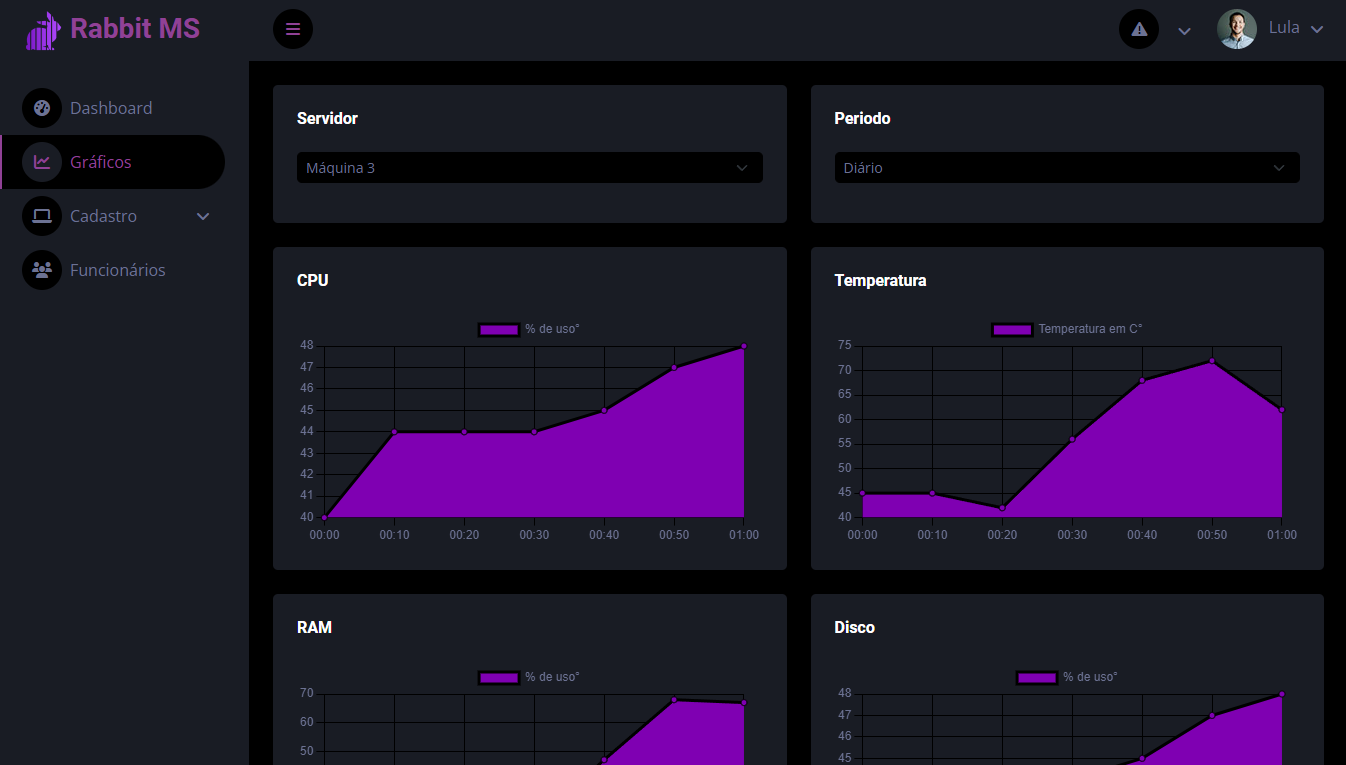 Rabbit MS
Lula
Dashboard
Gráficos
Cadastro
Funcionários
Servidor
Máquina 3
Periodo
Diário
CPU
% de uso°
48
47
46
45
44
43
42
41
40
00:00 00:10 00:20 00:30 00:40 00:50 01:00
Temperatura
Temperatura em C°
75
70
65
60
55
50
45
40
00:00 00:10 00:20 00:30 00:40 00:50 01:00
RAM
% de uso°
70
60
50
Disco
% de uso°
48
47
46
45